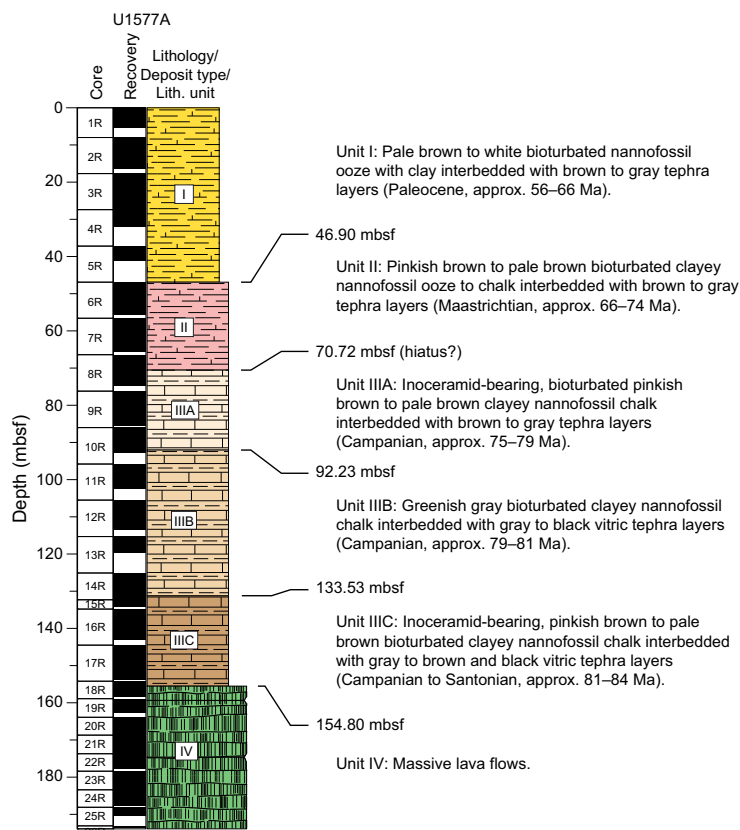 U1577A
Core
Recovery
Lithology/
Deposit type/
Lith. unit
Depth (mbsf)
0
20
40
60
80
100
120
140
160
180
1R
2R
3R
4R
5R
6R
7R
8R
9R
10R
11R
12R
13R
14R
15R
16R
17R
18R
19R
20R
21R
22R
23R
24R
25R
I
II
IIIA
IIIB
IIIC
IV
Unit I: Pale brown to white bioturbated nannofossil
ooze with clay interbedded with brown to gray tephra
layers (Paleocene, approx. 56–66 Ma).
46.90 mbsf
Unit II: Pinkish brown to pale brown bioturbated clayey
nannofossil ooze to chalk interbedded with brown to gray
tephra layers (Maastrichtian, approx. 66–74 Ma).
70.72 mbsf (hiatus?)
Unit IIIA: Inoceramid-bearing, bioturbated pinkish
brown to pale brown clayey nannofossil chalk
interbedded with brown to gray tephra layers
(Campanian, approx. 75–79 Ma).
92.23 mbsf
Unit IIIB: Greenish gray bioturbated clayey nannofossil
chalk interbedded with gray to black vitric tephra layers
(Campanian, approx. 79–81 Ma).
133.53 mbsf
Unit IIIC: Inoceramid-bearing, pinkish brown to pale
brown bioturbated clayey nannofossil chalk interbedded
with gray to brown and black vitric tephra layers
(Campanian to Santonian, approx. 81–84 Ma).
154.80 mbsf
Unit IV: Massive lava flows.